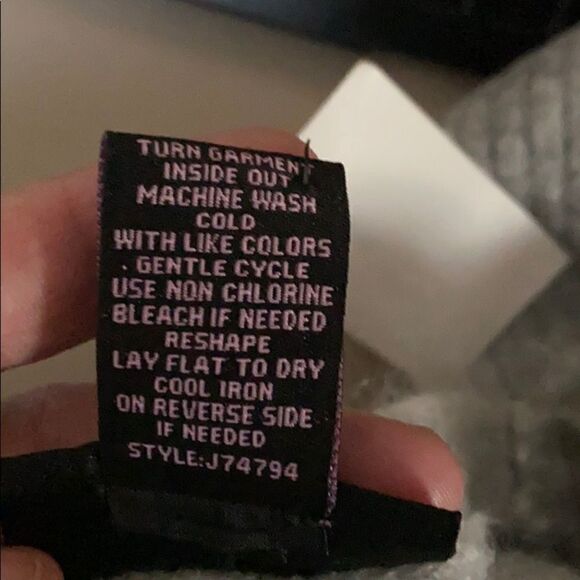 TURN GARMENT
INSIDE OUT
MACHINE WASH
COLD
WITH LIKE COLORS
GENTLE CYCLE
USE NON CHLORINE
BLEACH IF NEEDED
RESHAPE
LAY FLAT TO DRY
COOL IRON
ON REVERSE SIDE
IF NEEDED
STYLE:J74794